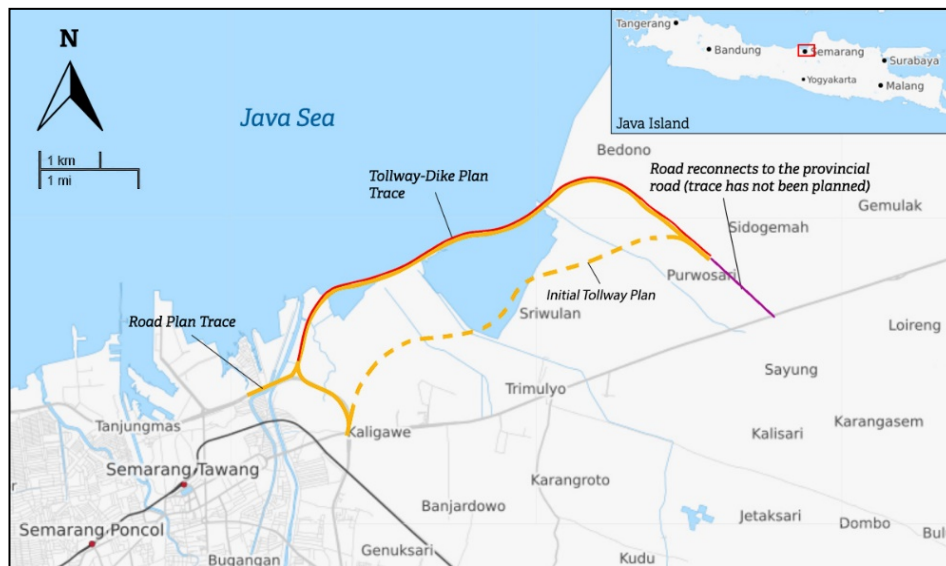 N
1 km
1 mi
Java Sea
Tollway-Dike Plan
Trace
Tangerang
Bandung
Semarang
Surabaya
Yogyakarta
Malang
Java Island
Bedono
Road reconnects to the provincial
road (trace has not been planned)
Gemulak
Sidogemah
Purwosari
Initial Tollway Plan
Sriwulan
Road Plan Trace
Loireng
Sayung
Trimulyo
Tanjungmas
Kaligawe
Karangasem
Kalisari
Semarang Tawang
Karangroto
Banjardowo
Jetaksari
Dombo
Semarang Poncol
Genuksari
Kudu
Bugangan